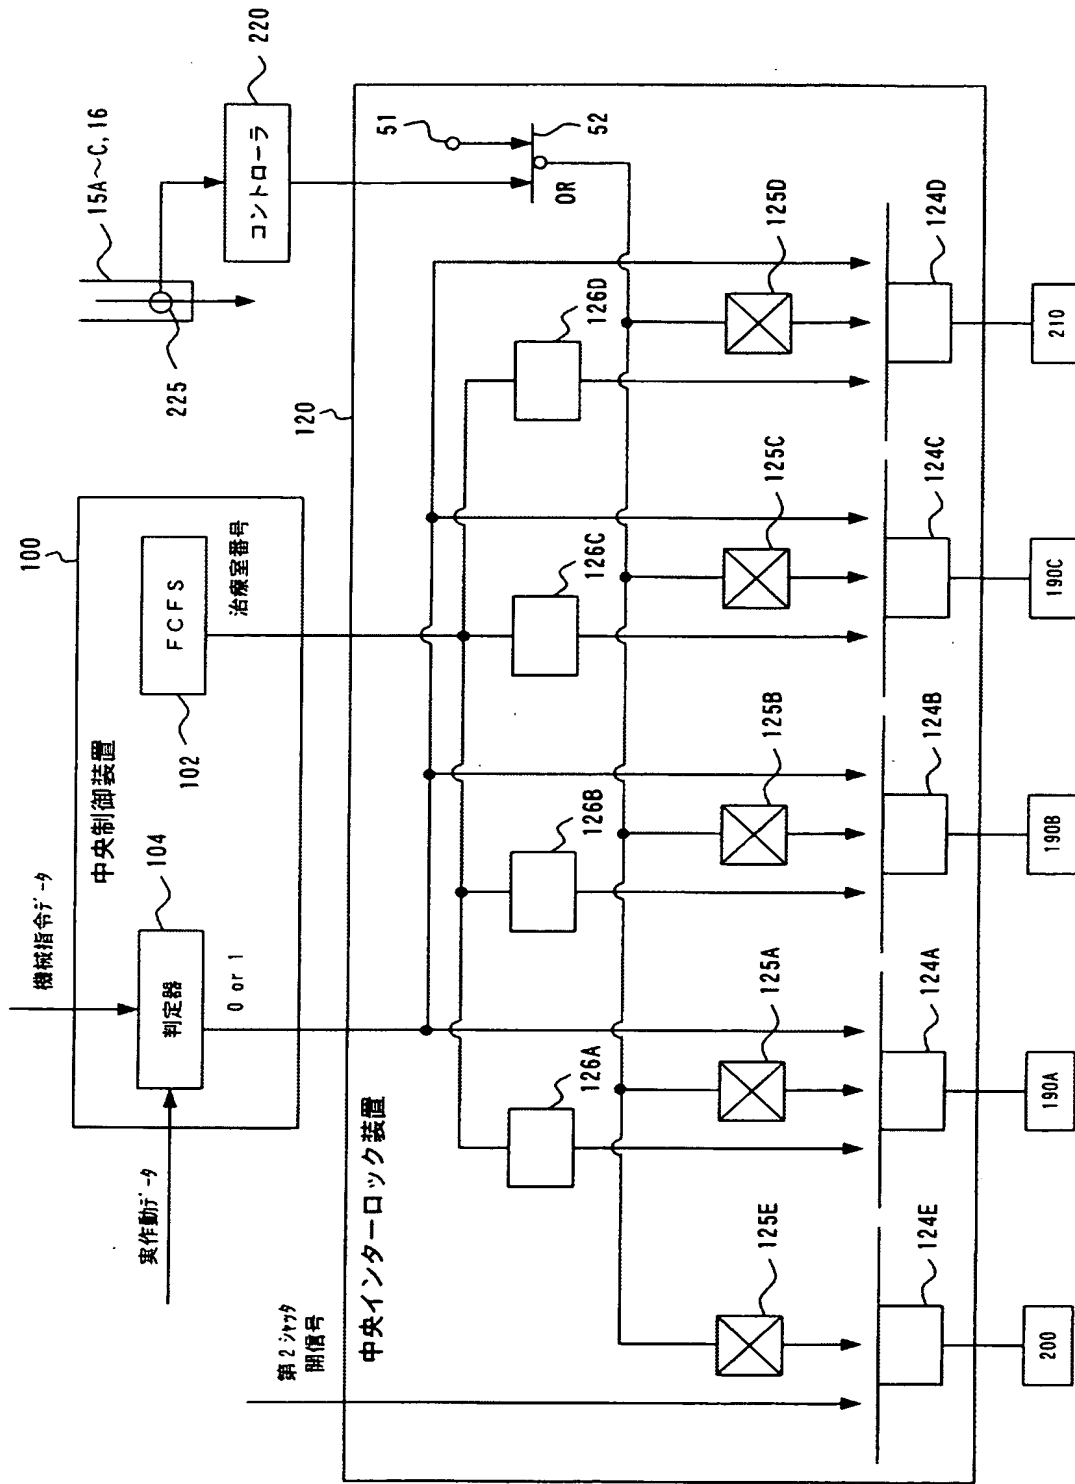 15A～C, 16
225
コントローラ
220
100
中央制御装置
機械指令データ
104
判定器
実作動データ
0 or 1
FCFS
102
治療室番号
120
中央インターロック装置
第2シャッタ
開信号
51
52
OR
126A
126B
126C
126D
125E
125A
125B
125C
125D
124E
124A
124B
124C
124D
200
190A
190B
190C
210